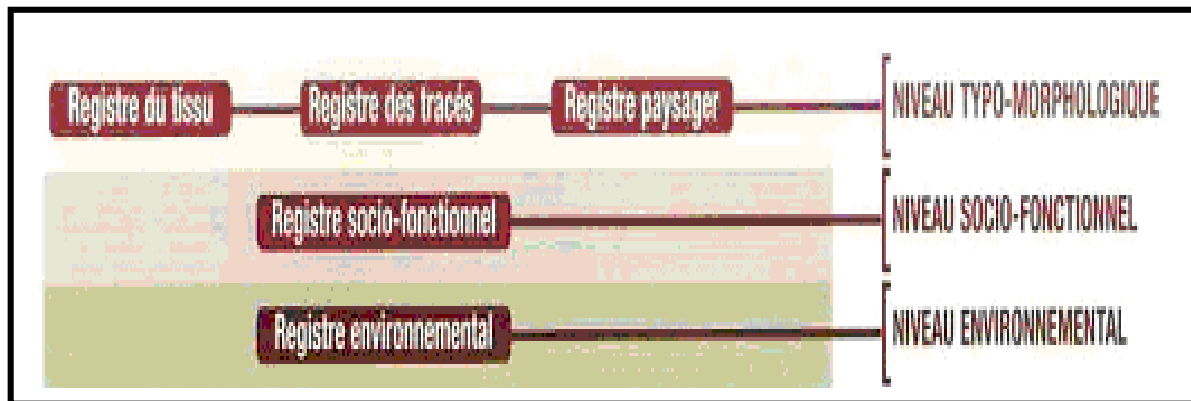 Registre du tissu Registre des tracés Registre paysager NIVEAU TYPO-MORPHOLOGIQUE
Registre socio-fonctionnel NIVEAU SOCIO-FONCTIONNEL
Registre environnemental NIVEAU ENVIRONNEMENTAL